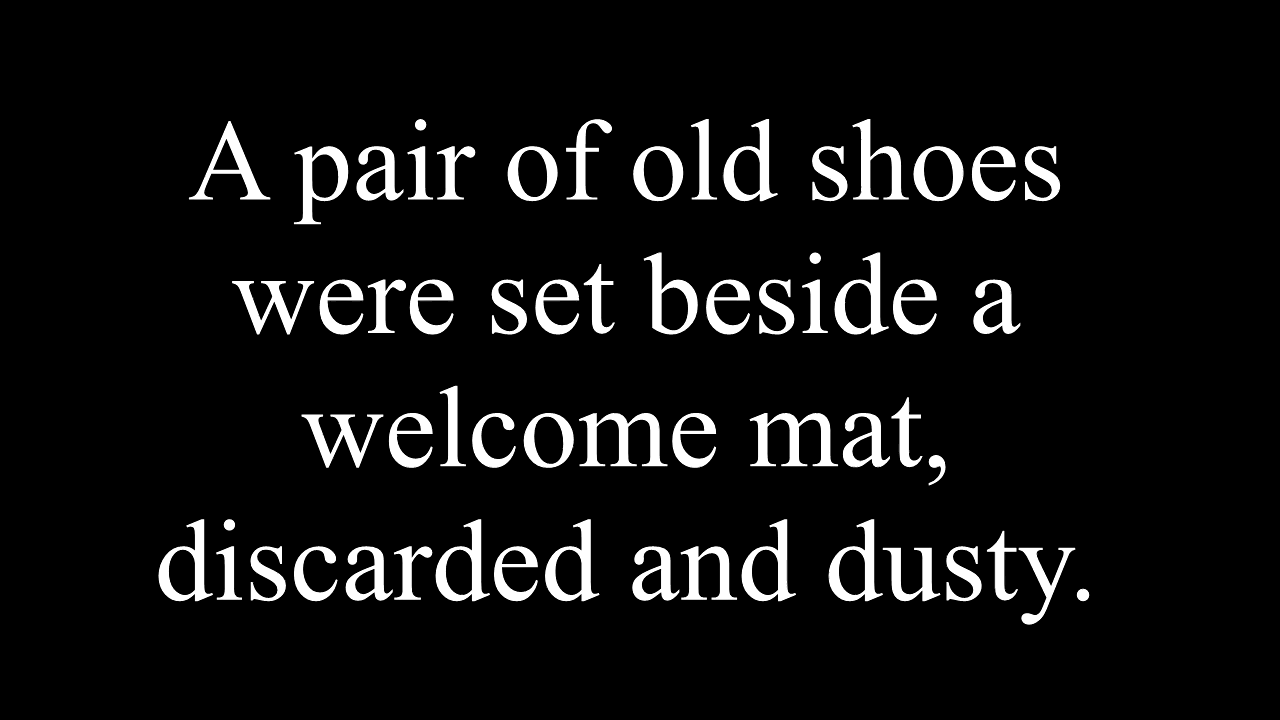 A pair of old shoes
were set beside a
welcome mat,
discarded and dusty.